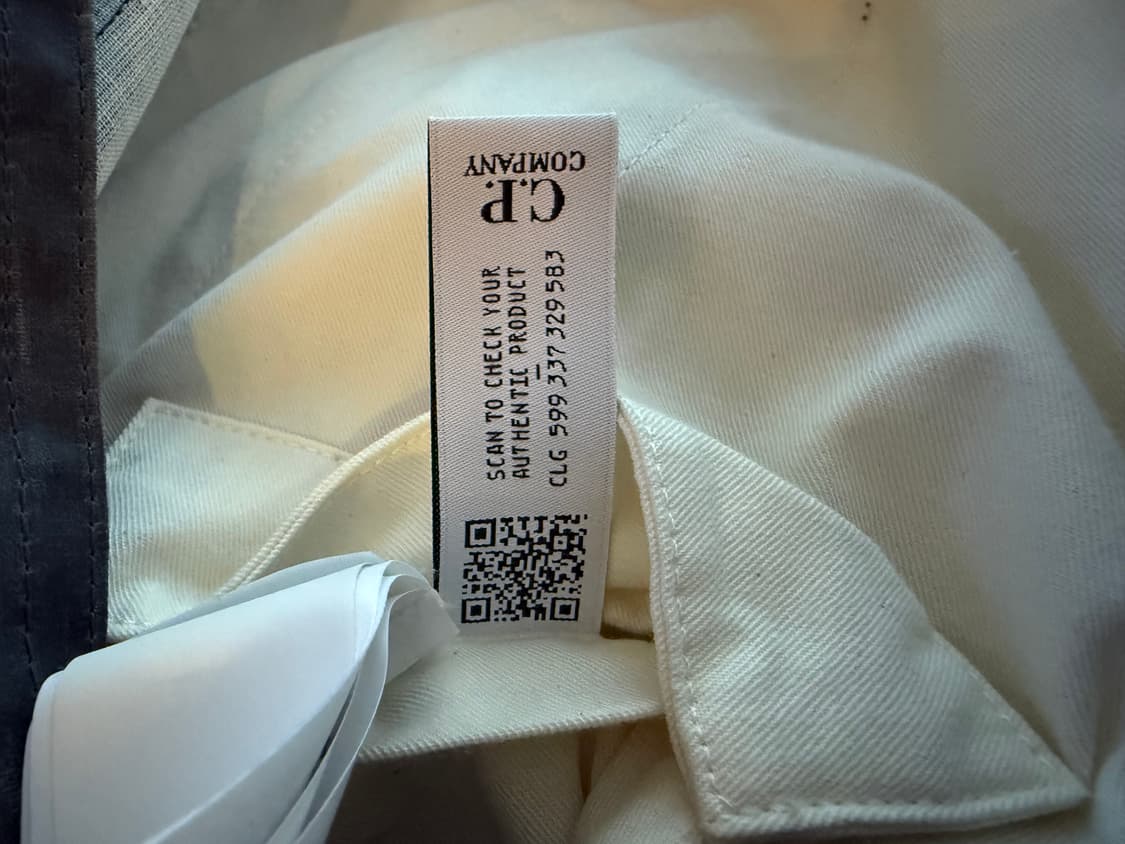 C.P.
COMPANY
SCAN TO CHECK YOUR
AUTHENTIC PRODUCT
CLG 599 337 329 583